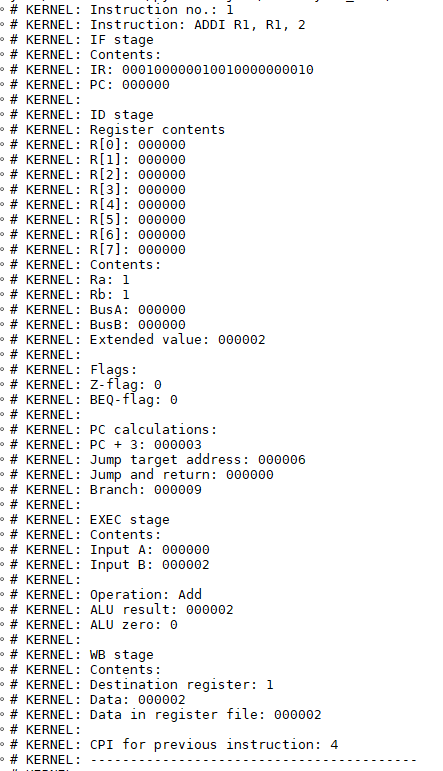 # KERNEL: Instruction no.: 1
# KERNEL: Instruction: ADDI R1, R1, 2
# KERNEL: IF stage
# KERNEL: Contents:
# KERNEL: IR: 000100000010010000000010
# KERNEL: PC: 000000
# KERNEL:
# KERNEL: ID stage
# KERNEL: Register contents
# KERNEL: R[0]: 000000
# KERNEL: R[1]: 000000
# KERNEL: R[2]: 000000
# KERNEL: R[3]: 000000
# KERNEL: R[4]: 000000
# KERNEL: R[5]: 000000
# KERNEL: R[6]: 000000
# KERNEL: R[7]: 000000
# KERNEL: Contents:
# KERNEL: Ra: 1
# KERNEL: Rb: 1
# KERNEL: BusA: 000000
# KERNEL: BusB: 000000
# KERNEL: Extended value: 000002
# KERNEL:
# KERNEL: Flags:
# KERNEL: Z-flag: 0
# KERNEL: BEQ-flag: 0
# KERNEL:
# KERNEL: PC calculations:
# KERNEL: PC + 3: 000003
# KERNEL: Jump target address: 000006
# KERNEL: Jump and return: 000000
# KERNEL: Branch: 000009
# KERNEL:
# KERNEL: EXEC stage
# KERNEL: Contents:
# KERNEL: Input A: 000000
# KERNEL: Input B: 000002
# KERNEL:
# KERNEL: Operation: Add
# KERNEL: ALU result: 000002
# KERNEL: ALU zero: 0
# KERNEL:
# KERNEL: WB stage
# KERNEL: Contents:
# KERNEL: Destination register: 1
# KERNEL: Data: 000002
# KERNEL: Data in register file: 000002
# KERNEL:
# KERNEL: CPI for previous instruction: 4
# KERNEL: -----------------------------------------